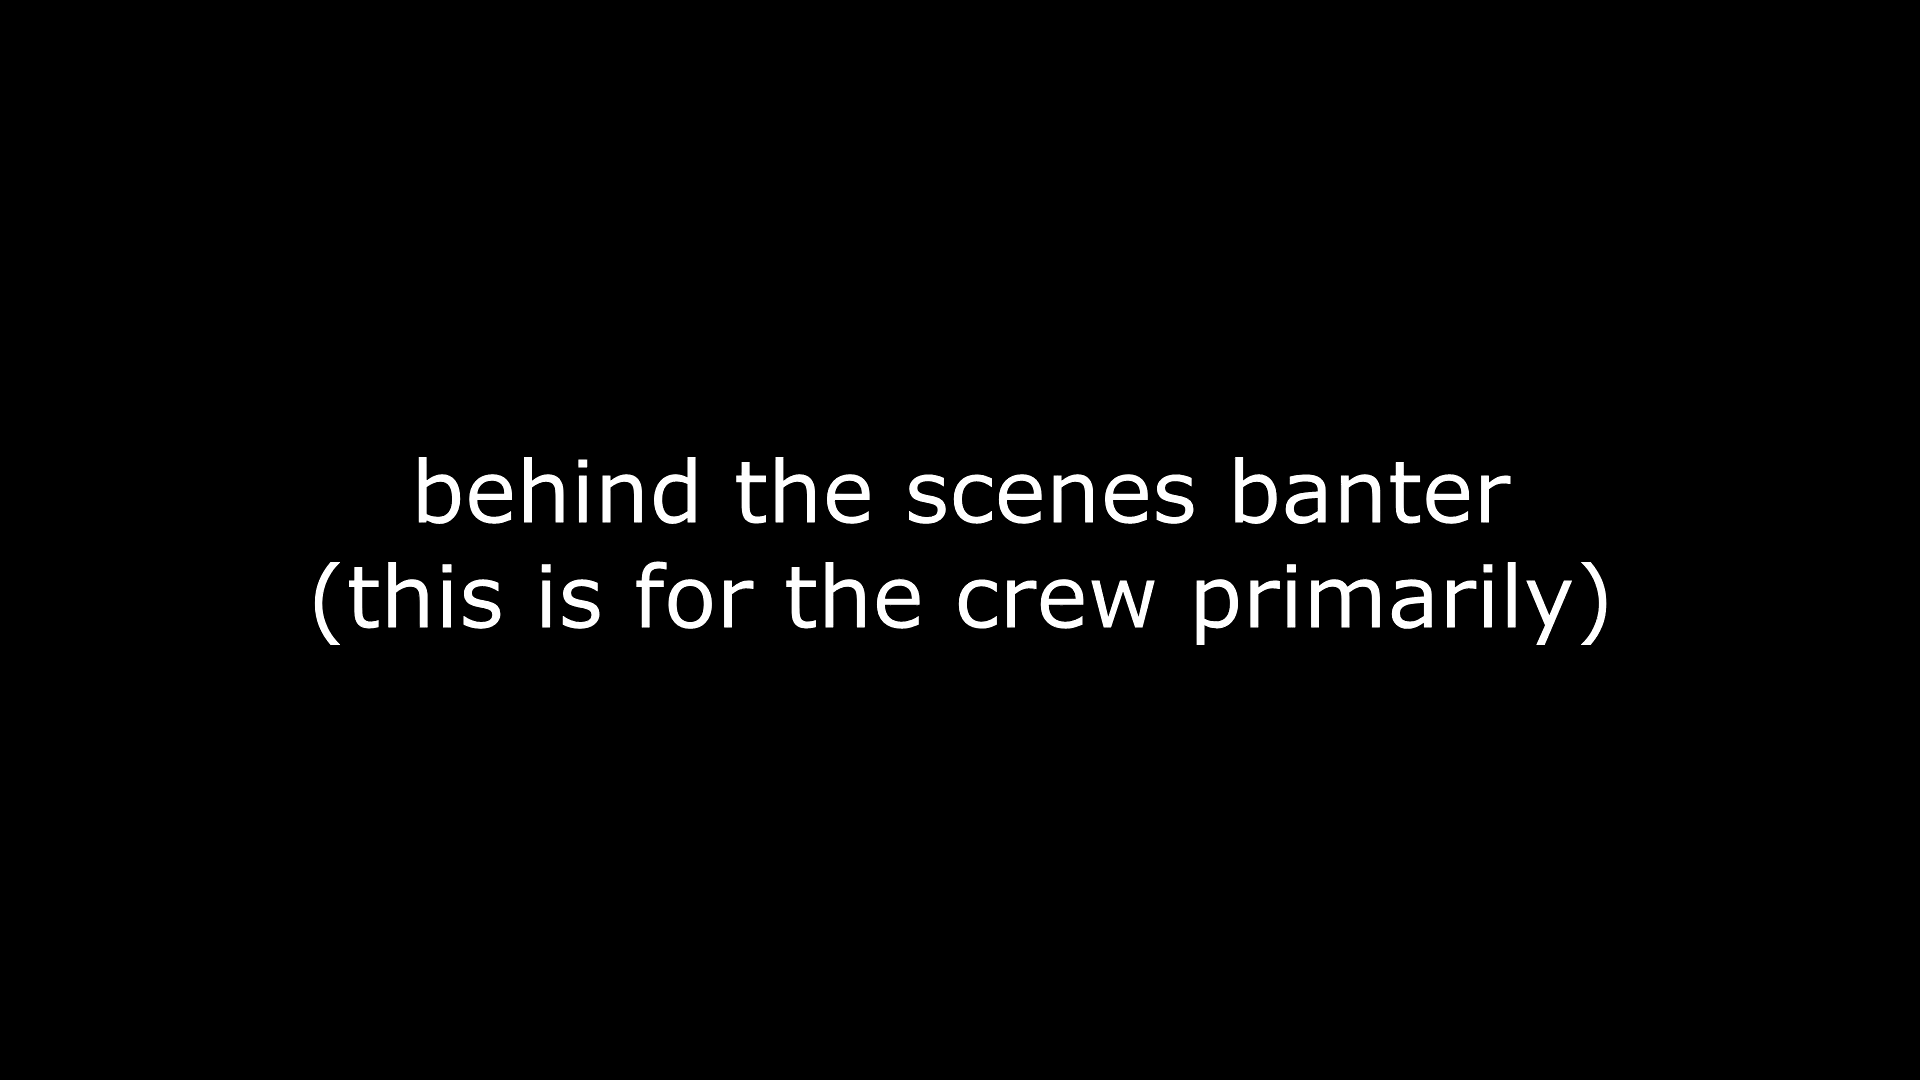 behind the scenes banter
(this is for the crew primarily)